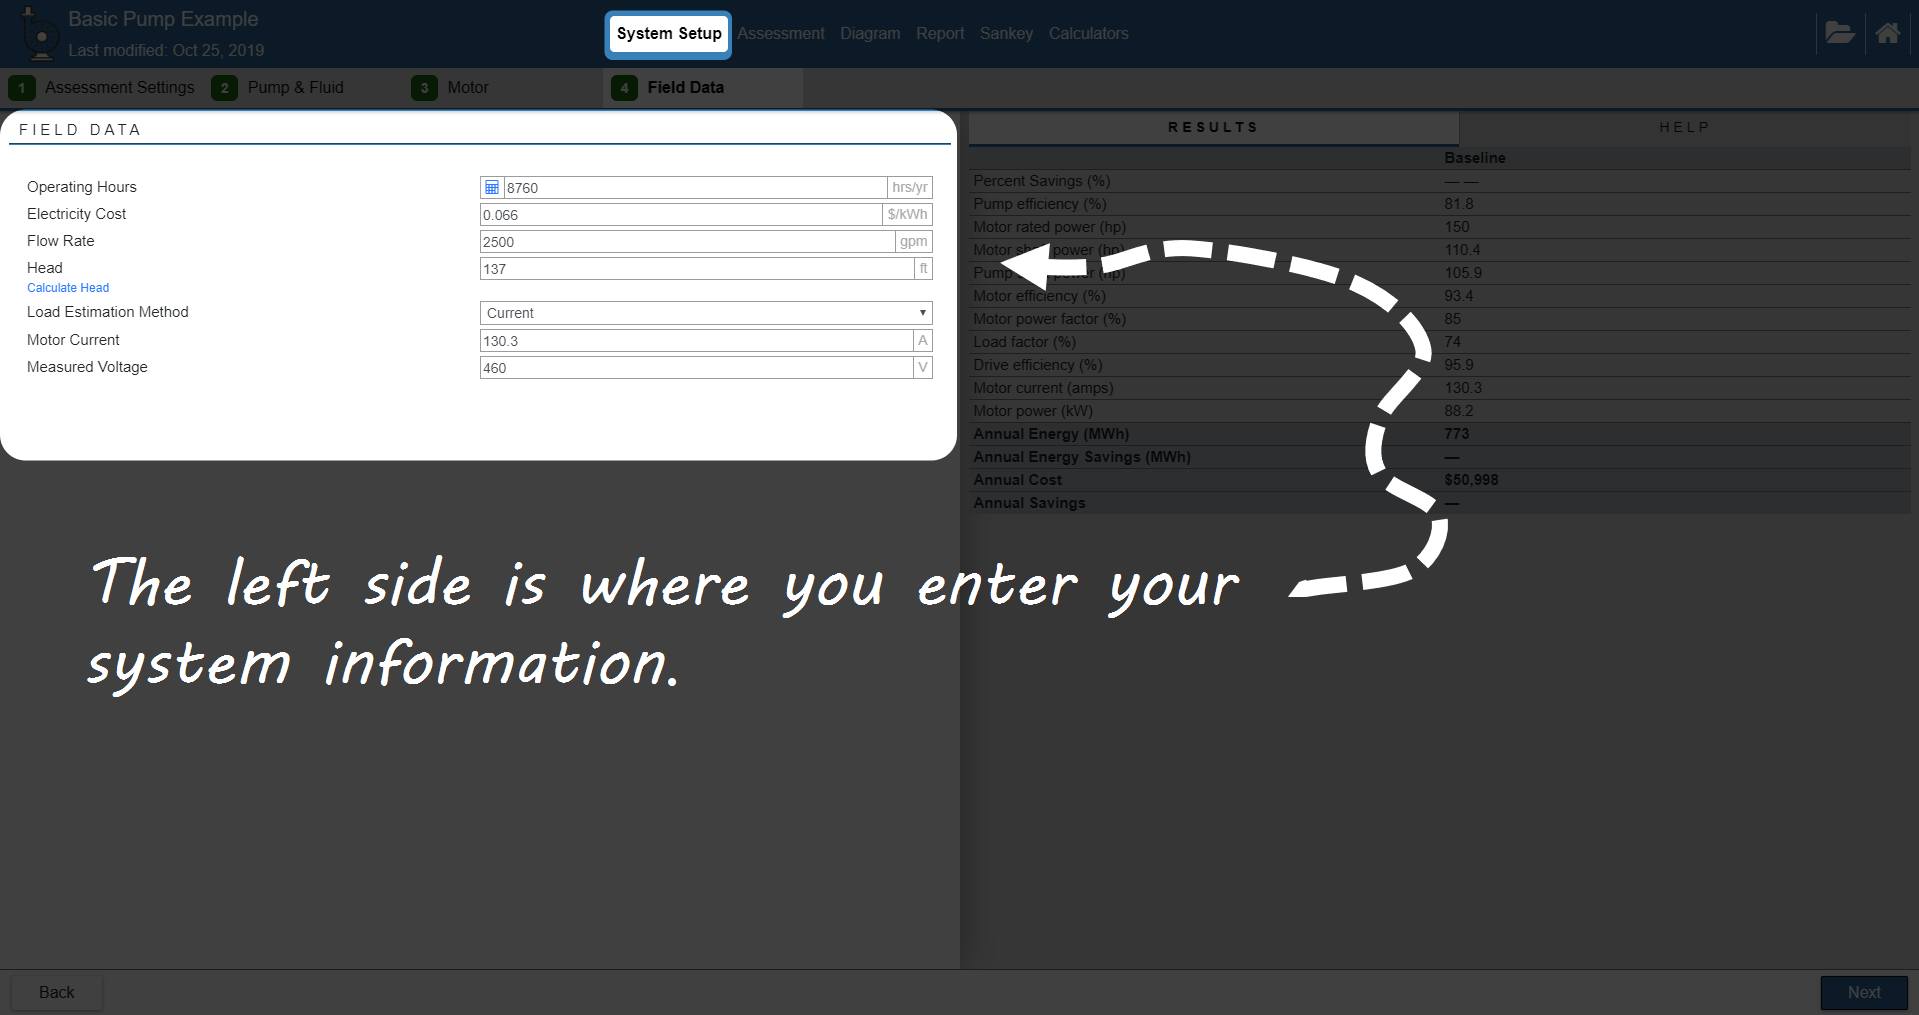 Basic Pump Example
Last modified: Oct 25, 2019
System Setup Assessment Diagram Report Sankey Calculators
1 Assessment Settings 2 Pump & Fluid 3 Motor 4 Field Data
FIELD DATA
Operating Hours 8760 hrs/yr
Electricity Cost 0.066 $/kWh
Flow Rate 2500 gpm
Head 137 ft
Calculate Head
Load Estimation Method Current
Motor Current 130.3 A
Measured Voltage 460 V
RESULTS HELP
Baseline
Percent Savings (%) — —
Pump efficiency (%) 81.8
Motor rated power (hp) 150
Motor shaft power (hp) 110.4
Pump shaft power (hp) 105.9
Motor efficiency (%) 93.4
Motor power factor (%) 85
Load factor (%) 74
Drive efficiency (%) 95.9
Motor current (amps) 130.3
Motor power (kW) 88.2
Annual Energy (MWh) 773
Annual Energy Savings (MWh) —
Annual Cost $50,998
Annual Savings —
The left side is where you enter your
system information.
Back Next